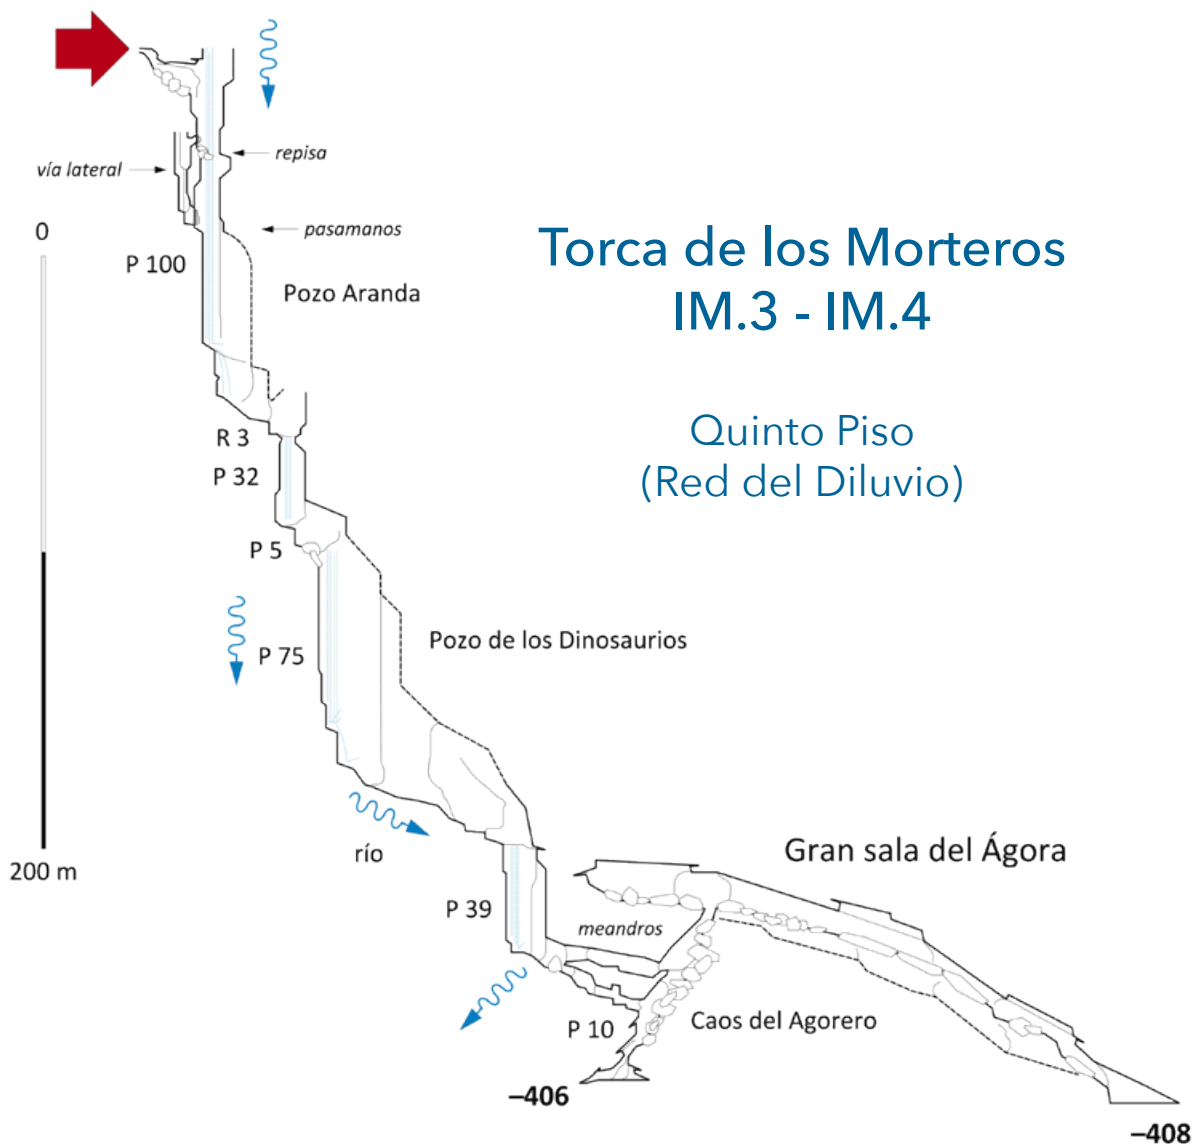 repisa
vía lateral
pasamanos
0
P 100
Pozo Aranda
Torca de los Morteros
IM.3 - IM.4
Quinto Piso
(Red del Diluvio)
R 3
P 32
P 5
P 75
Pozo de los Dinosaurios
río
200 m
Gran sala del Ágora
P 39
meandros
P 10
Caos del Agorero
–406
–408